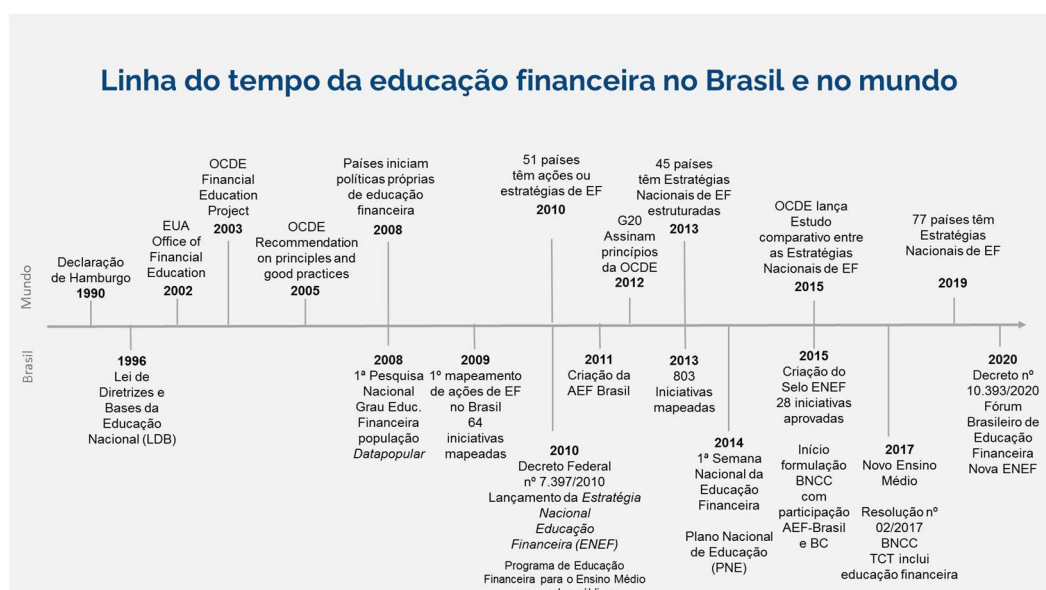 Linha do tempo da educação financeira no Brasil e no mundo
Mundo
Declaração
de Hamburgo
1990
EUA
Office of
Financial
Education
2002
OCDE
Financial
Education
Project
2003
OCDE
Recommendation
on principles and
good practices
2005
Países iniciam
políticas próprias
de educação
financeira
2008
51 países
têm ações ou
estratégias de EF
2010
G20
Assinam
princípios
da OCDE
2012
45 países
têm Estratégias
Nacionais de EF
estruturadas
2013
OCDE lança
Estudo
comparativo entre
as Estratégias
Nacionais de EF
2015
77 países têm
Estratégias
Nacionais de EF
2019
Brasil
1996
Lei de
Diretrizes e
Bases da
Educação
Nacional (LDB)
2008
1ª Pesquisa
Nacional
Grau Educ.
Financeira
população
Datapopular
2009
1º mapeamento
de ações de EF
no Brasil
64
iniciativas
mapeadas
2010
Decreto Federal
nº 7.397/2010
Lançamento da Estratégia
Nacional
Educação
Financeira (ENEF)
Programa de Educação
Financeira para o Ensino Médio
2011
Criação da
AEF Brasil
2013
803
Iniciativas
mapeadas
2014
1ª Semana
Nacional da
Educação
Financeira
Plano Nacional
de Educação
(PNE)
2015
Criação do
Selo ENEF
28 iniciativas
aprovadas
Início
formulação
BNCC
com
participação
AEF-Brasil
e BC
2017
Novo Ensino
Médio
Resolução nº
02/2017
BNCC
TCT inclui
educação financeira
2020
Decreto nº
10.393/2020
Fórum
Brasileiro de
Educação
Financeira
Nova ENEF